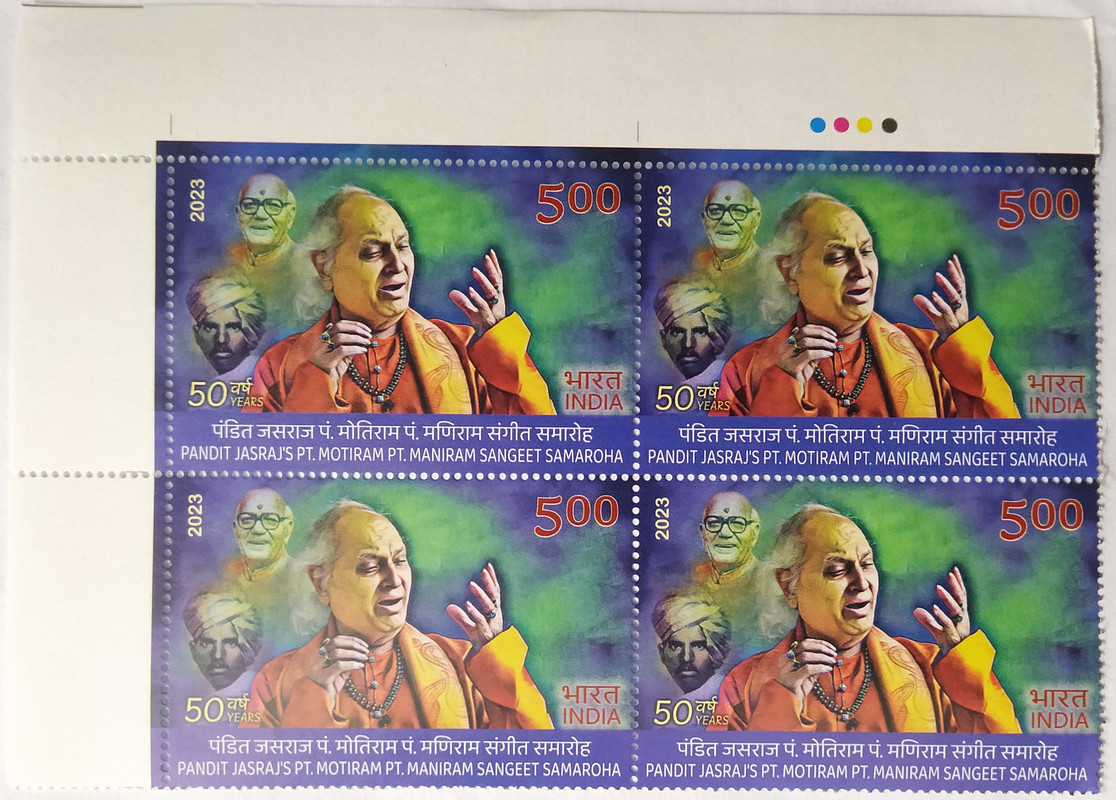 2023
500
50 वर्ष
YEARS
भारत
INDIA
पंडित जसराज पं. मोतिराम पं. मणिराम संगीत समारोह
PANDIT JASRAJ'S PT. MOTIRAM PT. MANIRAM SANGEET SAMAROHA
2023
500
50 वर्ष
YEARS
भारत
INDIA
पंडित जसराज पं. मोतिराम पं. मणिराम संगीत समारोह
PANDIT JASRAJ'S PT. MOTIRAM PT. MANIRAM SANGEET SAMAROHA
2023
500
50 वर्ष
YEARS
भारत
INDIA
पंडित जसराज पं. मोतिराम पं. मणिराम संगीत समारोह
PANDIT JASRAJ'S PT. MOTIRAM PT. MANIRAM SANGEET SAMAROHA
2023
500
50 वर्ष
YEARS
भारत
INDIA
पंडित जसराज पं. मोतिराम पं. मणिराम संगीत समारोह
PANDIT JASRAJ'S PT. MOTIRAM PT. MANIRAM SANGEET SAMAROHA